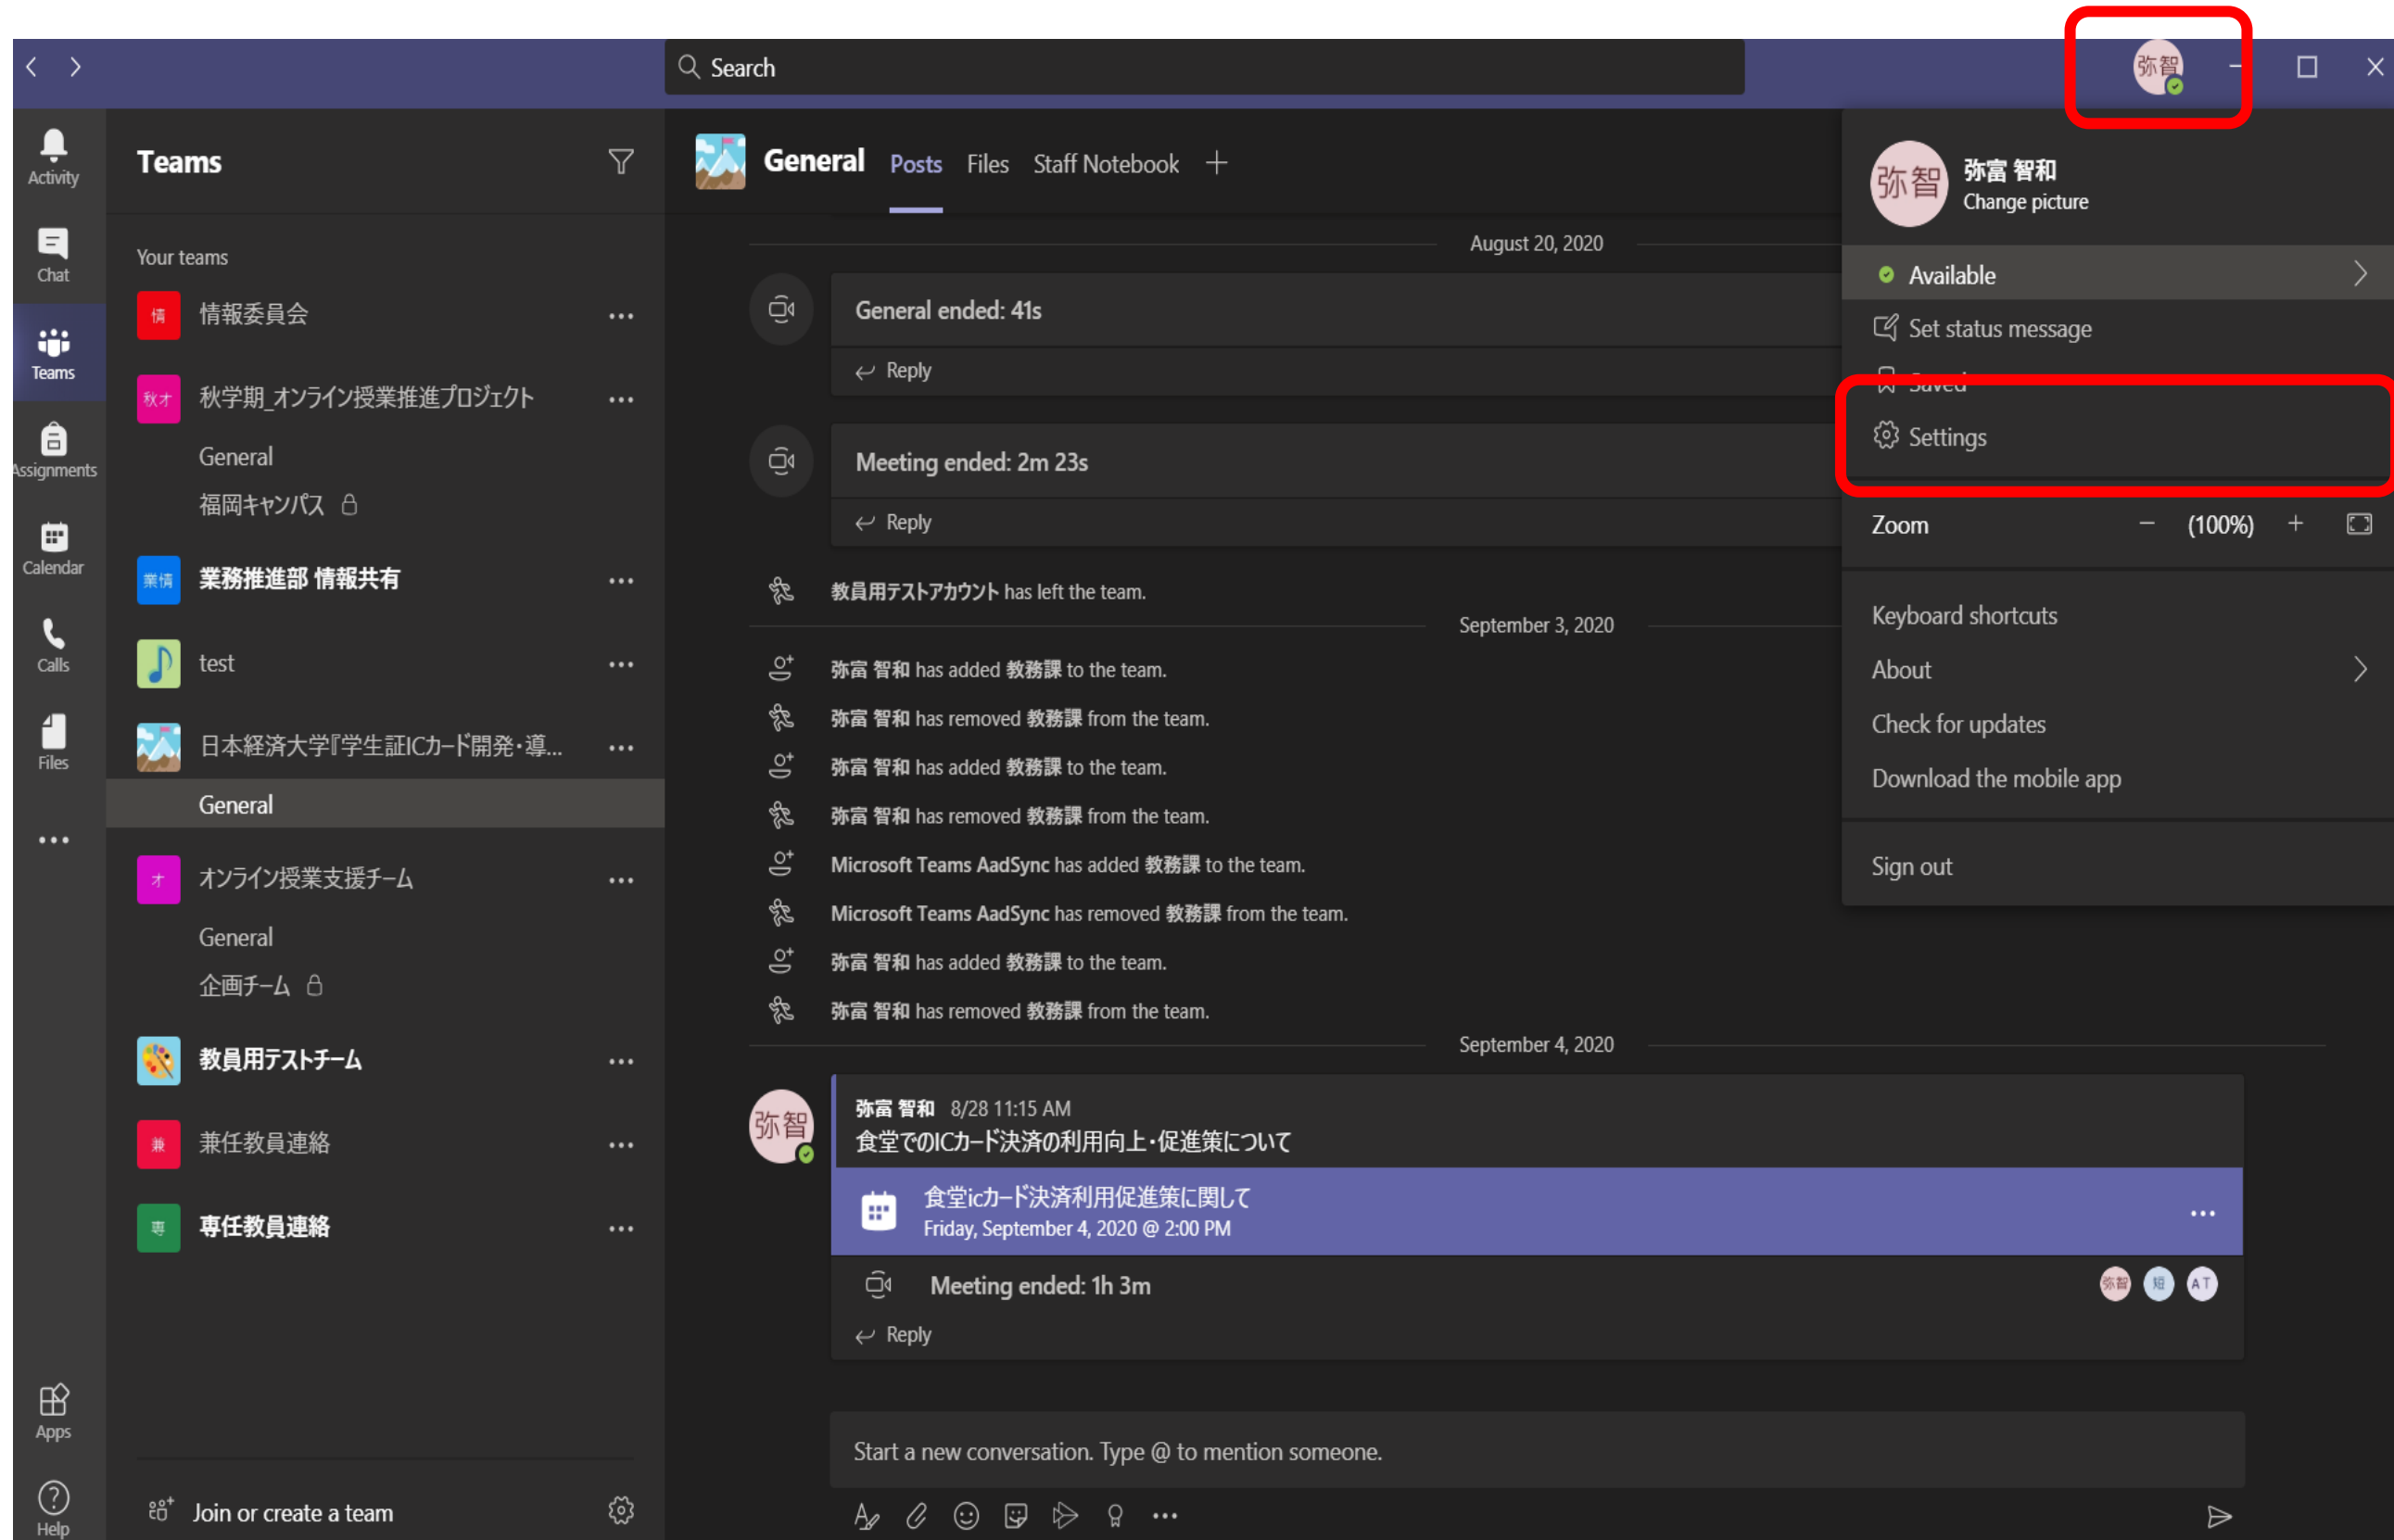 Search
弥智
Activity
Chat
Teams
Assignments
Calendar
Calls
Files
Apps
Help
Teams
Your teams
情 情報委員会
秋オ 秋学期_オンライン授業推進プロジェクト
General
福岡キャンパス
業情 業務推進部 情報共有
test
日本経済大学『学生証ICカード開発・導...
General
オ オンライン授業支援チーム
General
企画チーム
教員用テストチーム
兼 兼任教員連絡
専 専任教員連絡
Join or create a team
General Posts Files Staff Notebook
August 20, 2020
General ended: 41s
Reply
Meeting ended: 2m 23s
Reply
教員用テストアカウント has left the team.
September 3, 2020
弥富 智和 has added 教務課 to the team.
弥富 智和 has removed 教務課 from the team.
弥富 智和 has added 教務課 to the team.
弥富 智和 has removed 教務課 from the team.
Microsoft Teams AadSync has added 教務課 to the team.
Microsoft Teams AadSync has removed 教務課 from the team.
弥富 智和 has added 教務課 to the team.
弥富 智和 has removed 教務課 from the team.
September 4, 2020
弥智
弥富 智和 8/28 11:15 AM
食堂でのICカード決済の利用向上・促進策について
食堂icカード決済利用促進策に関して
Friday, September 4, 2020 @ 2:00 PM
Meeting ended: 1h 3m
弥智 短 AT
Reply
Start a new conversation. Type @ to mention someone.
弥智 弥富 智和
Change picture
Available
Set status message
Saved
Settings
Zoom − (100%) +
Keyboard shortcuts
About
Check for updates
Download the mobile app
Sign out